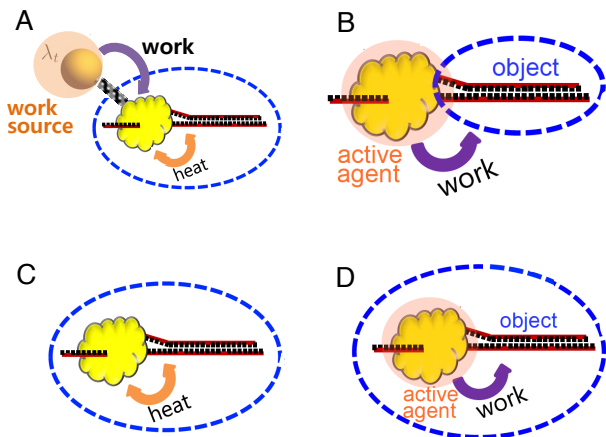 A
λt
work
work
source
heat
B
object
active
agent
work
C
heat
D
object
active
agent
work